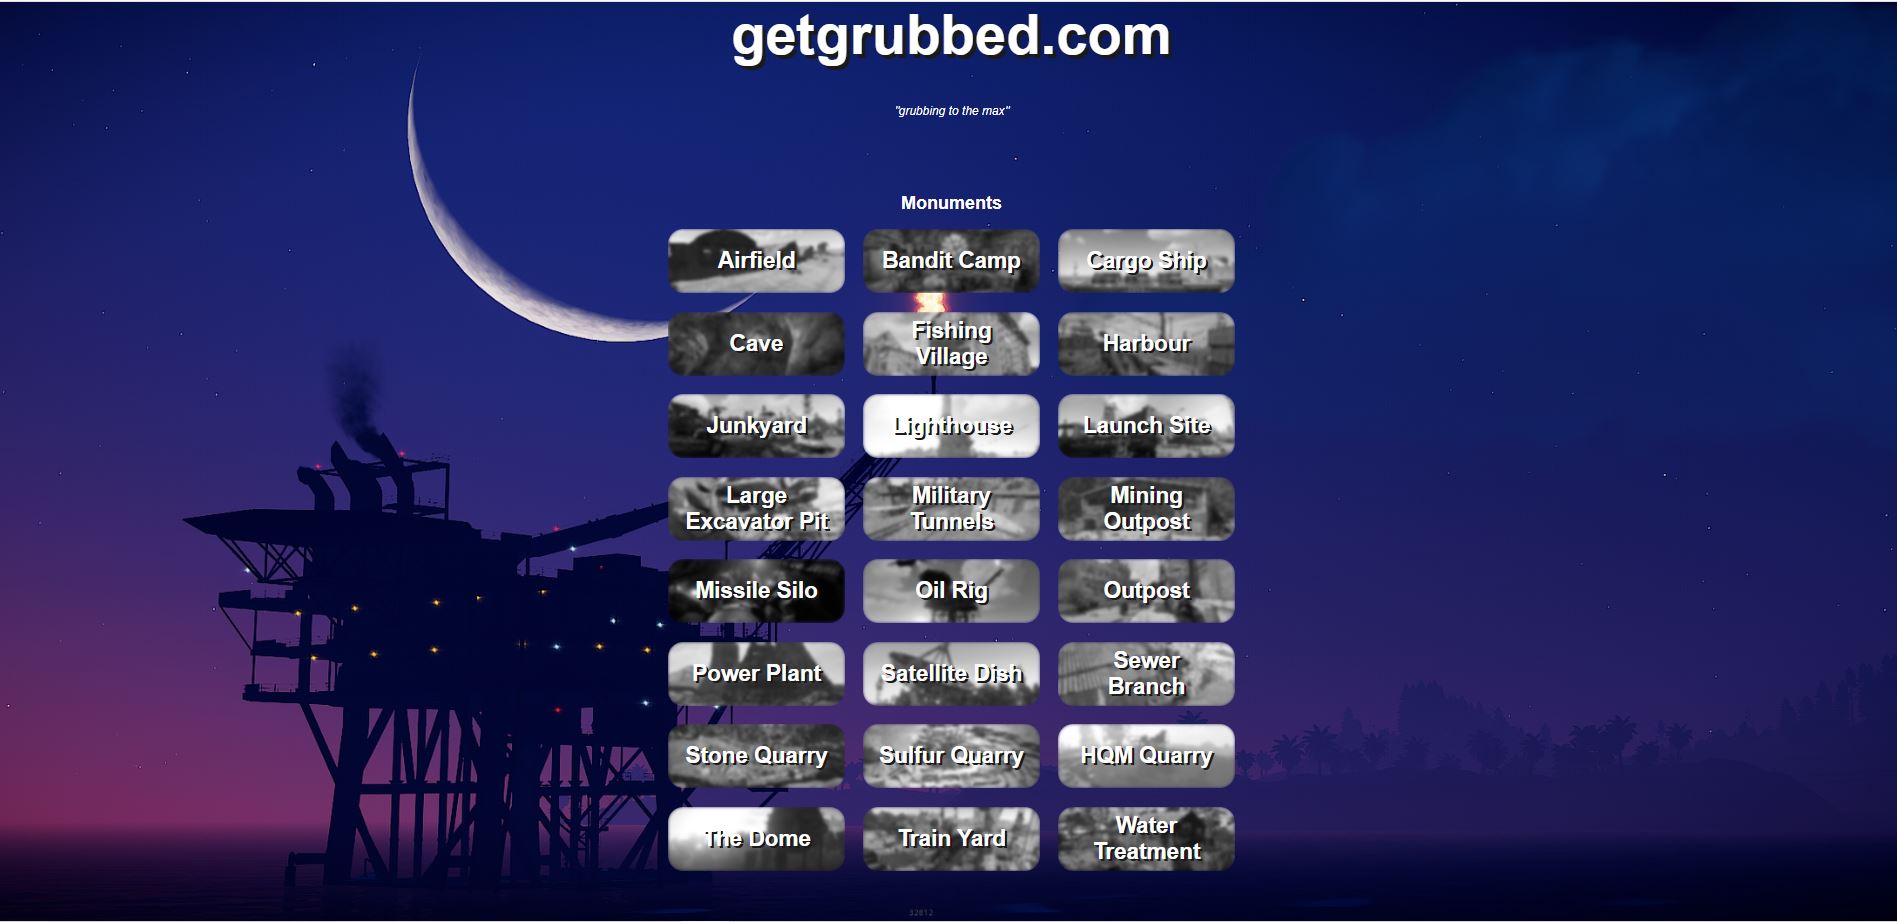 getgrubbed.com
"grubbing to the max"
Monuments
Airfield
Bandit Camp
Cargo Ship
Cave
Fishing
Village
Harbour
Junkyard
Lighthouse
Launch Site
Large
Excavator Pit
Military
Tunnels
Mining
Outpost
Missile Silo
Oil Rig
Outpost
Power Plant
Satellite Dish
Sewer
Branch
Stone Quarry
Sulfur Quarry
HQM Quarry
The Dome
Train Yard
Water
Treatment
32812